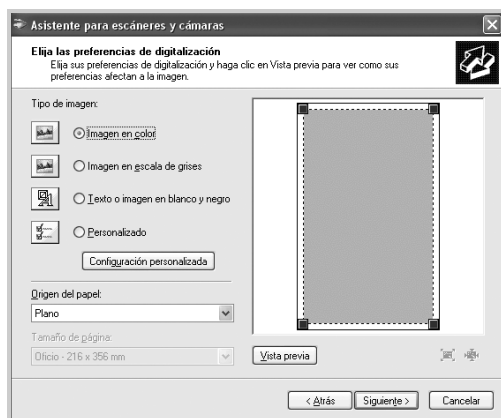 Asistente para escáneres y cámaras
Elija las preferencias de digitalización
Elija sus preferencias de digitalización y haga clic en Vista previa para ver como sus
preferencias afectan a la imagen.
Tipo de imagen:
Imagen en color
Imagen en escala de grises
Texto o imagen en blanco y negro
Personalizado
Configuración personalizada
Origen del papel:
Plano
Tamaño de página:
Oficio - 216 x 356 mm
Vista previa
< Atrás
Siguiente >
Cancelar